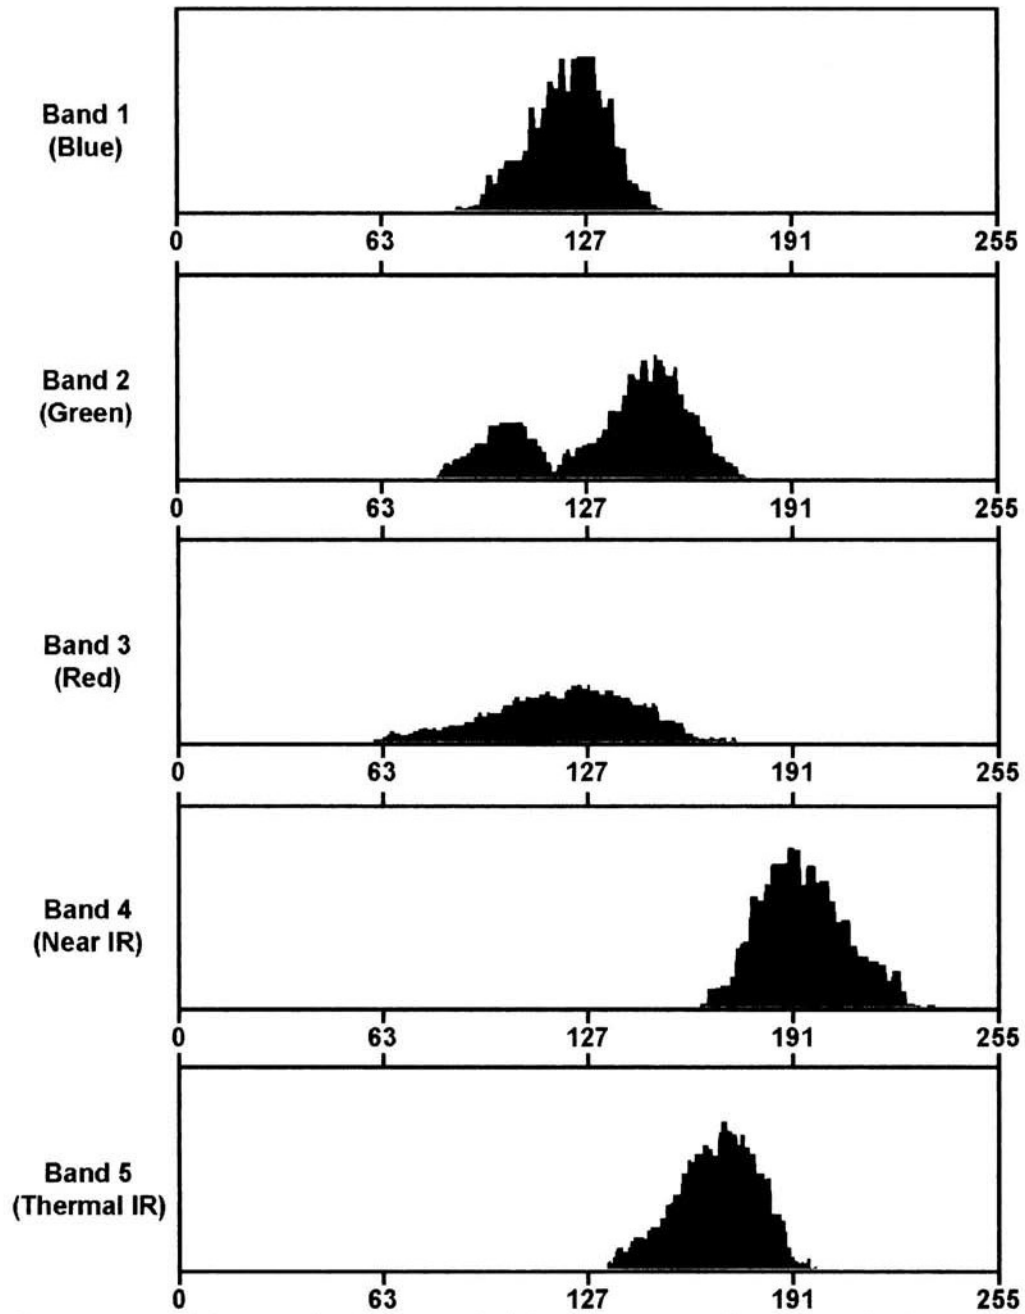 Band 1
(Blue)
0 63 127 191 255
Band 2
(Green)
0 63 127 191 255
Band 3
(Red)
0 63 127 191 255
Band 4
(Near IR)
0 63 127 191 255
Band 5
(Thermal IR)
0 63 127 191 255